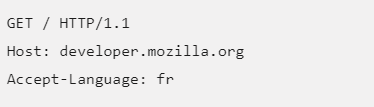 GET / HTTP/1.1
Host: developer.mozilla.org
Accept-Language: fr